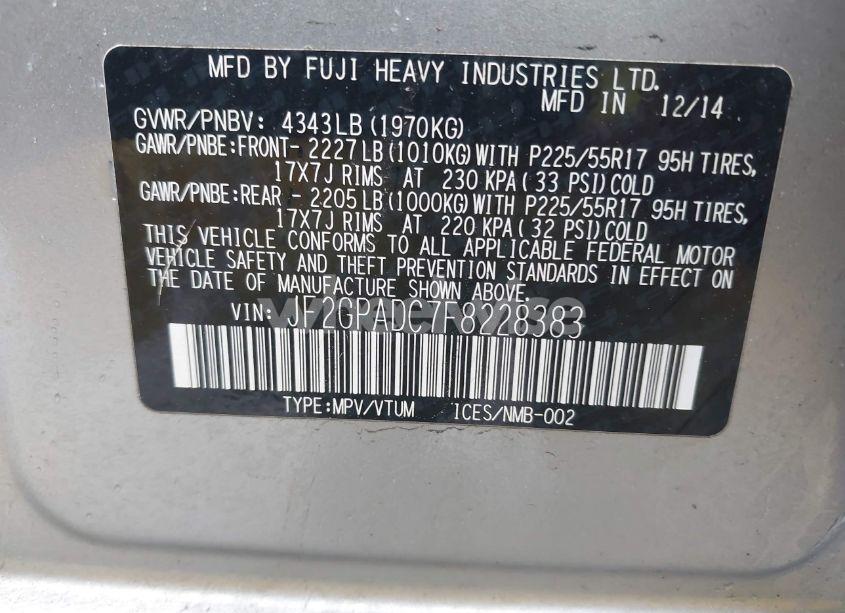 MFD BY FUJI HEAVY INDUSTRIES LTD.
MFD IN 12/14
GVWR/PNBV: 4343LB (1970KG)
GAWR/PNBE:FRONT- 2227LB (1010KG) WITH P225/55R17 95H TIRES,
17X7J RIMS AT 230 KPA( 33 PSI)COLD
GAWR/PNBE:REAR - 2205LB (1000KG) WITH P225/55R17 95H TIRES,
17X7J RIMS AT 220 KPA( 32 PSI)COLD
THIS VEHICLE CONFORMS TO ALL APPLICABLE FEDERAL MOTOR
VEHICLE SAFETY AND THEFT PREVENTION STANDARDS IN EFFECT ON
THE DATE OF MANUFACTURE SHOWN ABOVE.
VIN: JF2GPADC7F8228383
TYPE:MPV/VTUM ICES/NMB-002